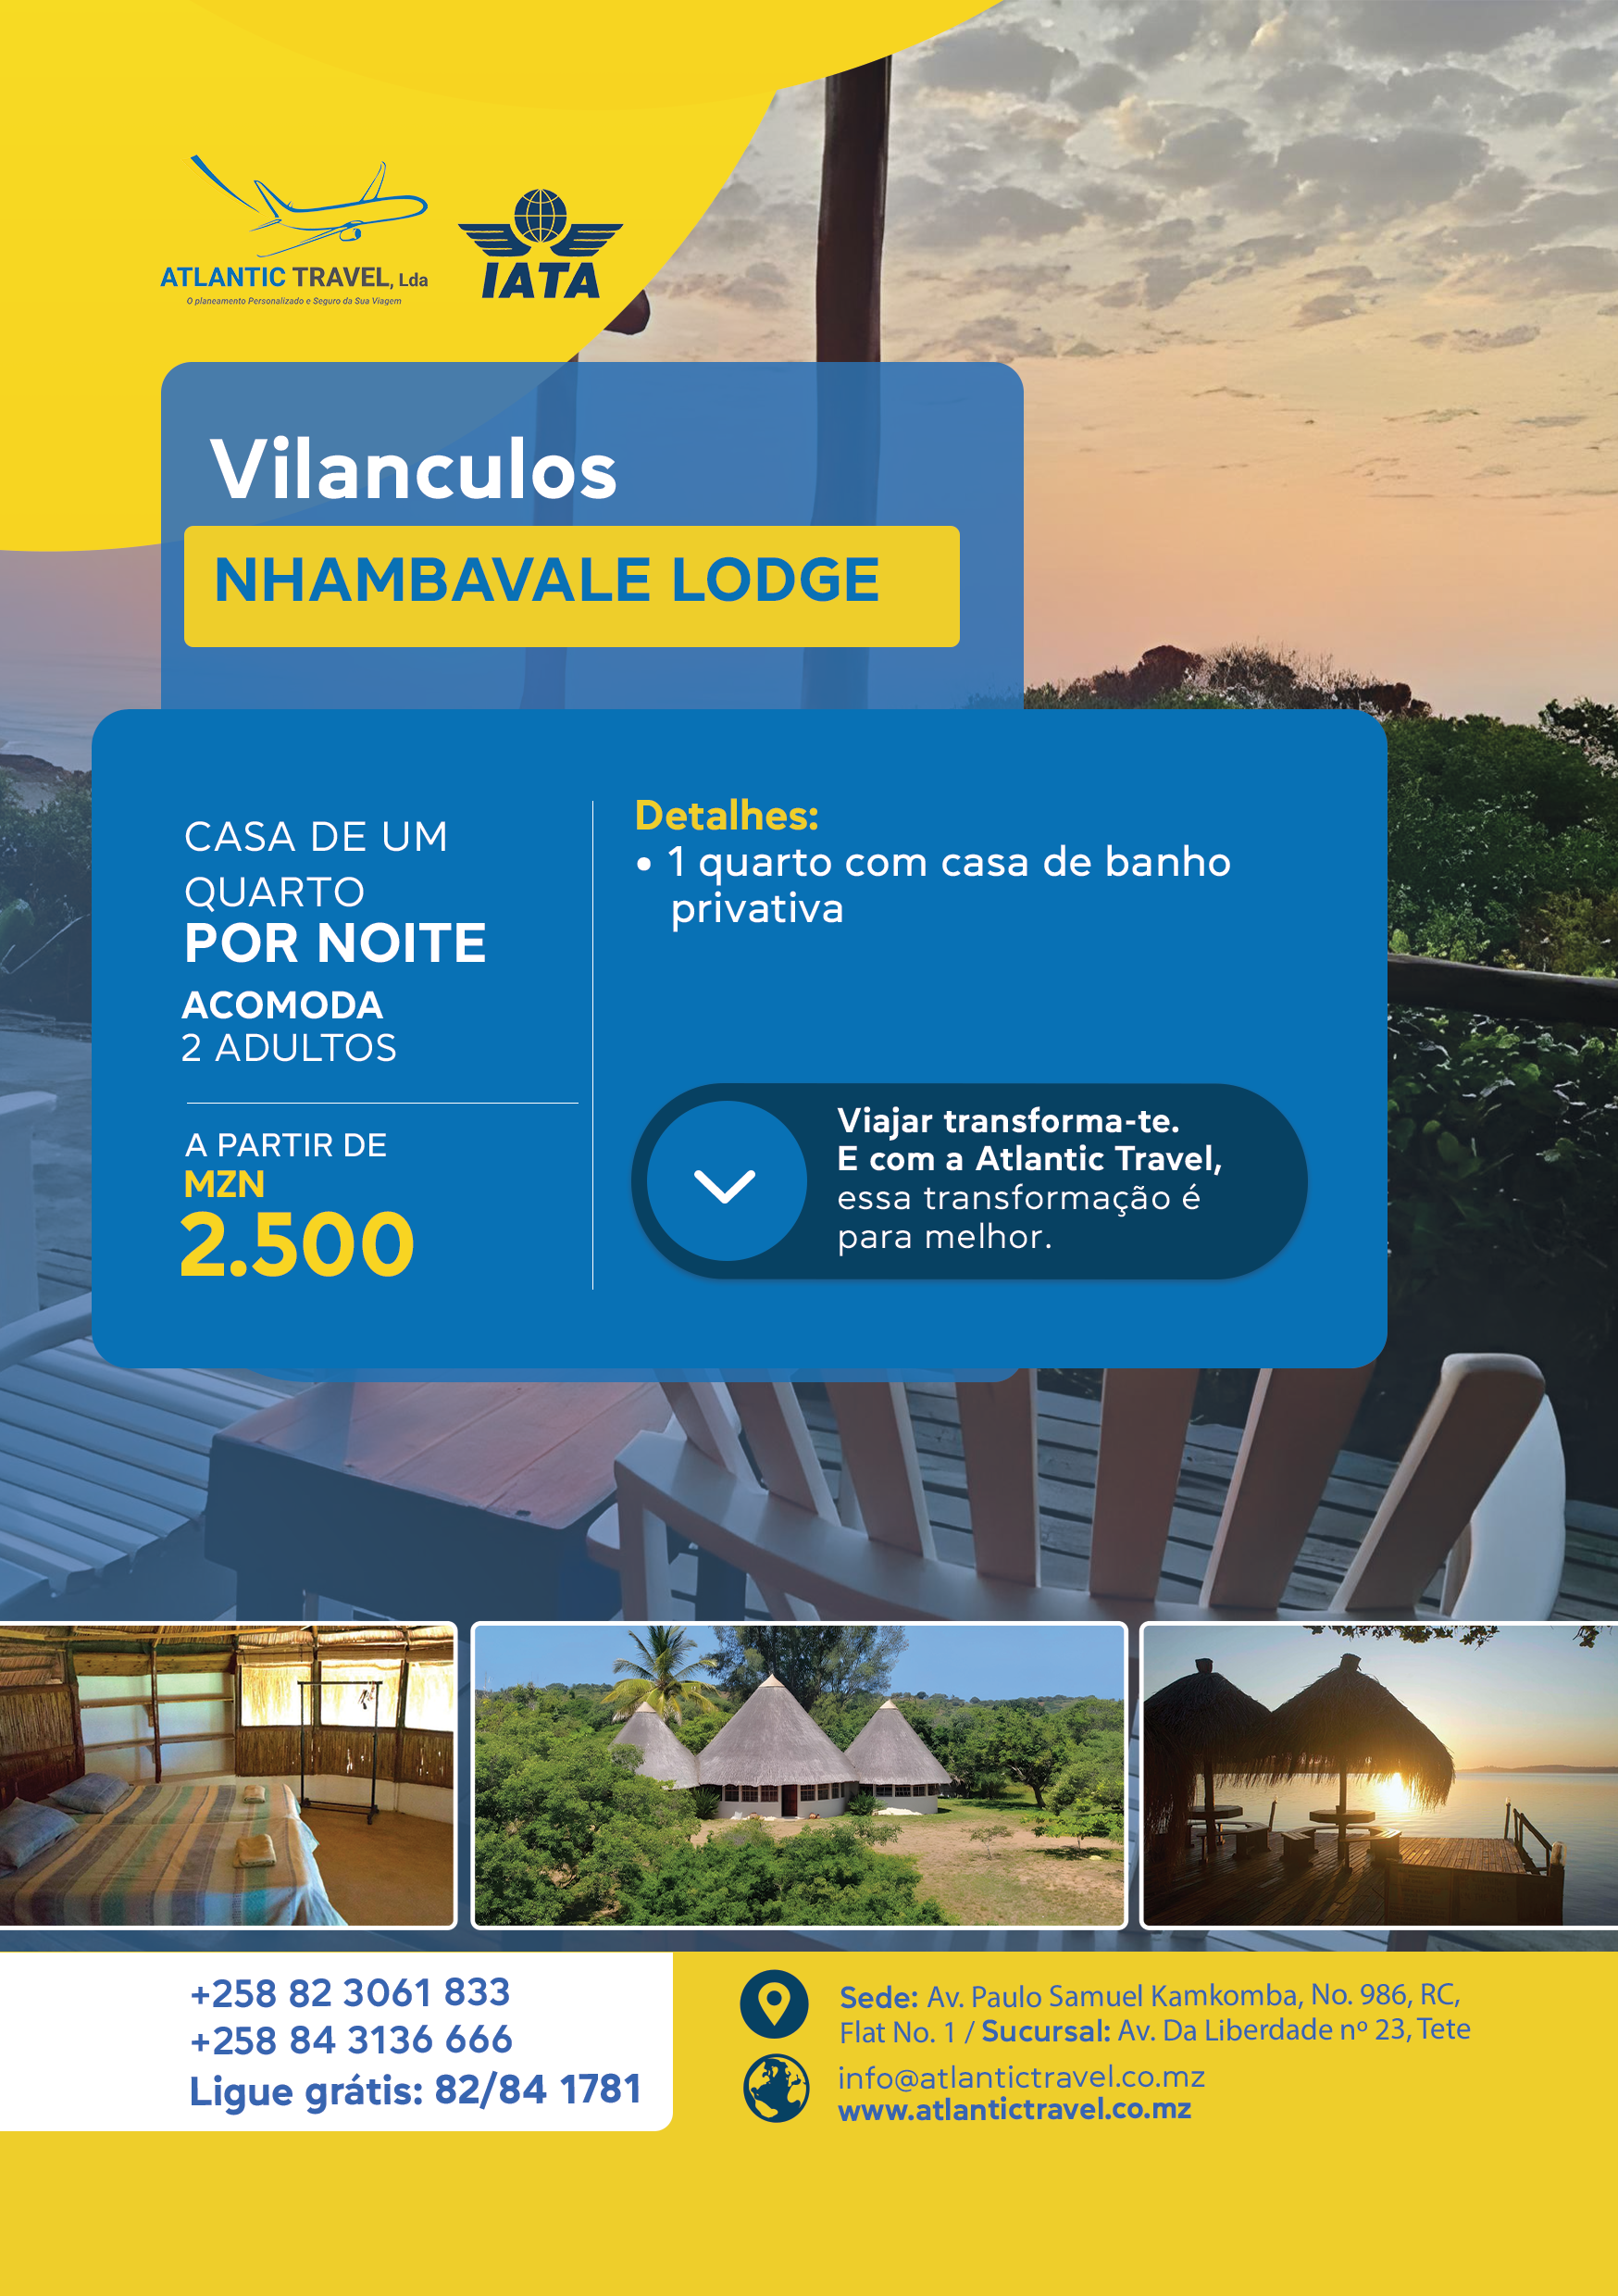 ATLANTIC TRAVEL, Lda
O planeamento Personalizado e Seguro da Sua Viagem
IATA
Vilanculos
NHAMBAVALE LODGE
CASA DE UM
QUARTO
POR NOITE
ACOMODA
2 ADULTOS
A PARTIR DE
MZN
2.500
Detalhes:
• 1 quarto com casa de banho
privativa
Viajar transforma-te.
E com a Atlantic Travel,
essa transformação é
para melhor.
+258 82 3061 833
+258 84 3136 666
Ligue grátis: 82/84 1781
Sede: Av. Paulo Samuel Kamkomba, No. 986, RC,
Flat No. 1 / Sucursal: Av. Da Liberdade nº 23, Tete
info@atlantictravel.co.mz
www.atlantictravel.co.mz